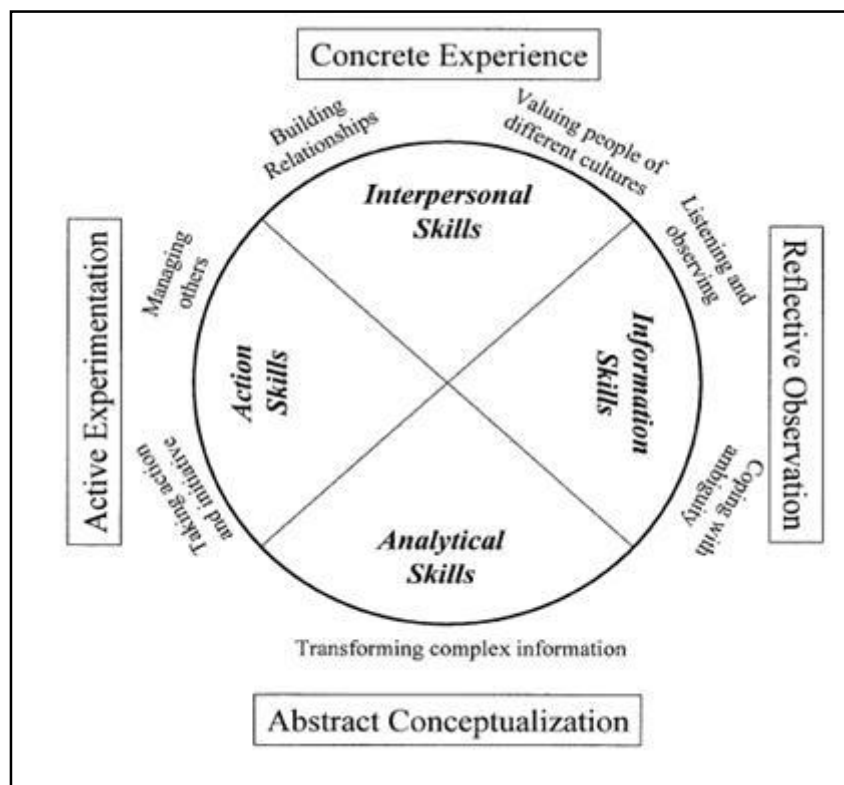 Concrete Experience
Building
Relationships
Valuing people of
different cultures
Interpersonal
Skills
Listening and
observing
Managing
others
Active Experimentation
Action
Skills
Information
Skills
Reflective Observation
Taking action
and initiative
Coping with
ambiguity
Analytical
Skills
Transforming complex information
Abstract Conceptualization